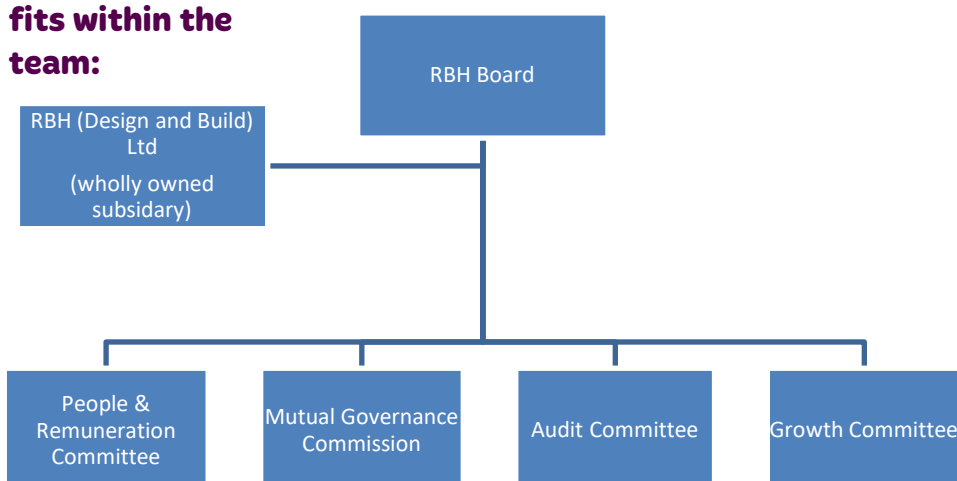 fits within the
team:
RBH Board
RBH (Design and Build)
Ltd
(wholly owned
subsidary)
People &
Remuneration
Committee
Mutual Governance
Commission
Audit Committee
Growth Committee